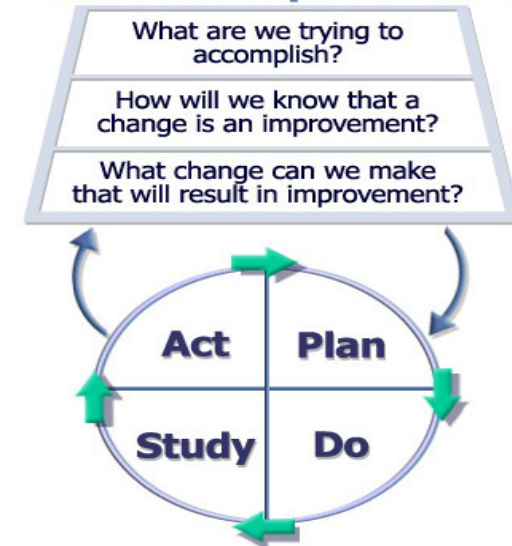 What are we trying to
accomplish?
How will we know that a
change is an improvement?
What change can we make
that will result in improvement?
Act
Plan
Study
Do